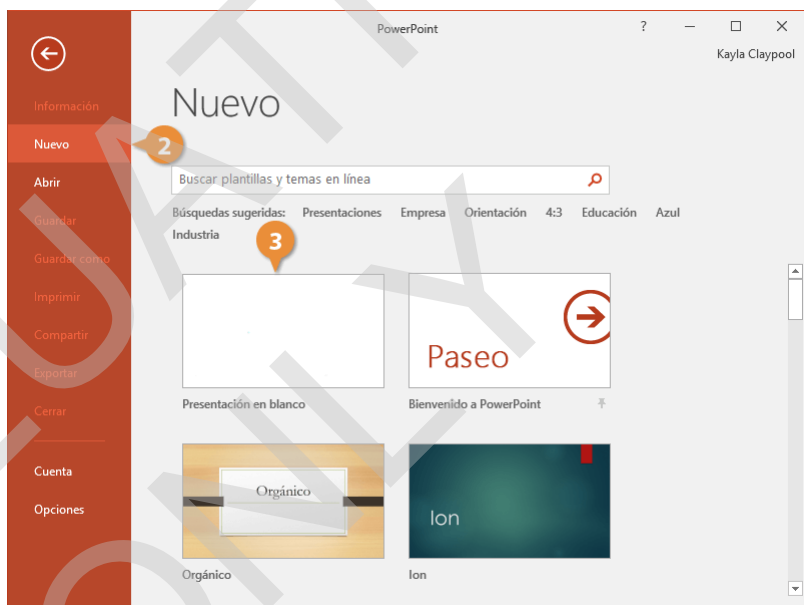 PowerPoint
?
Kayla Claypool
Información
Nuevo
Abrir
Guardar
Guardar como
Imprimir
Compartir
Exportar
Cerrar
Cuenta
Opciones
Nuevo
2
Buscar plantillas y temas en línea
Búsquedas sugeridas: Presentaciones Empresa Orientación 4:3 Educación Azul
Industria
3
Paseo
Presentación en blanco
Bienvenido a PowerPoint
Orgánico
Ion
Orgánico
Ion
ONLY